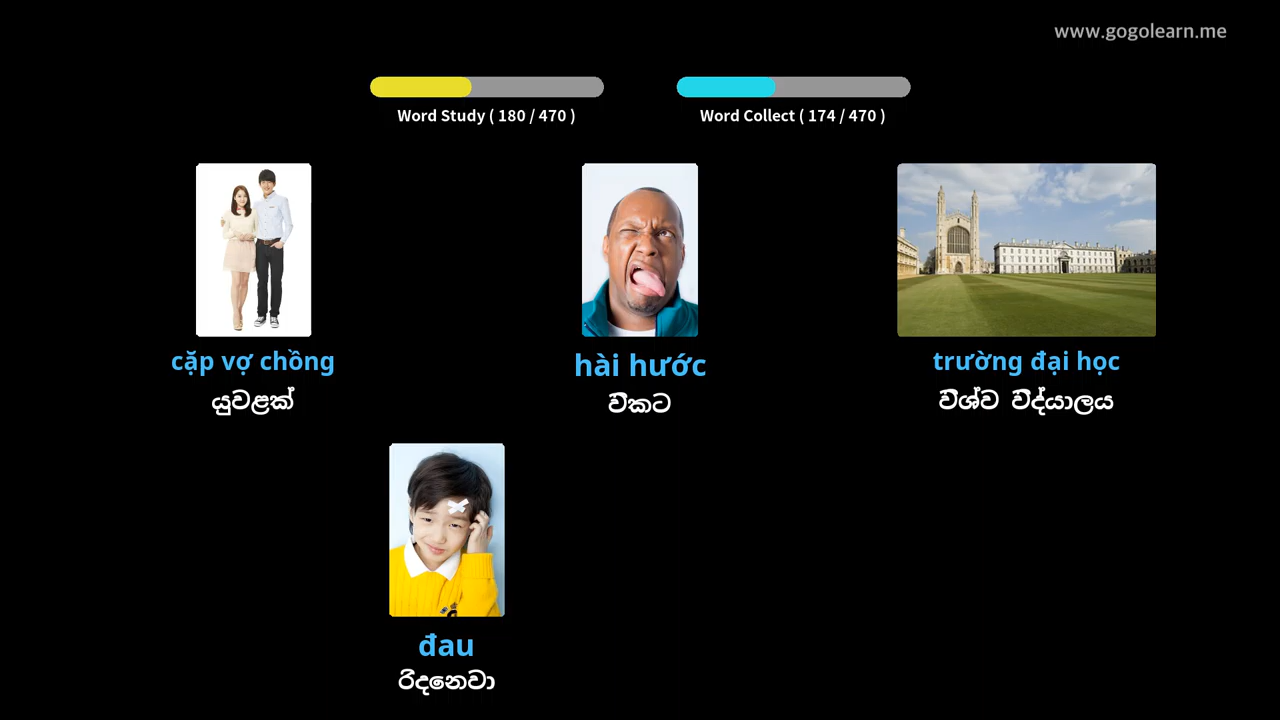 www.gogolearn.me
Word Study ( 180 / 470 )
Word Collect ( 174 / 470 )
cặp vợ chồng
යුවළක්
hài hước
විකට
trường đại học
විශ්ව විද්යාලය
đau
රිදනෙවා